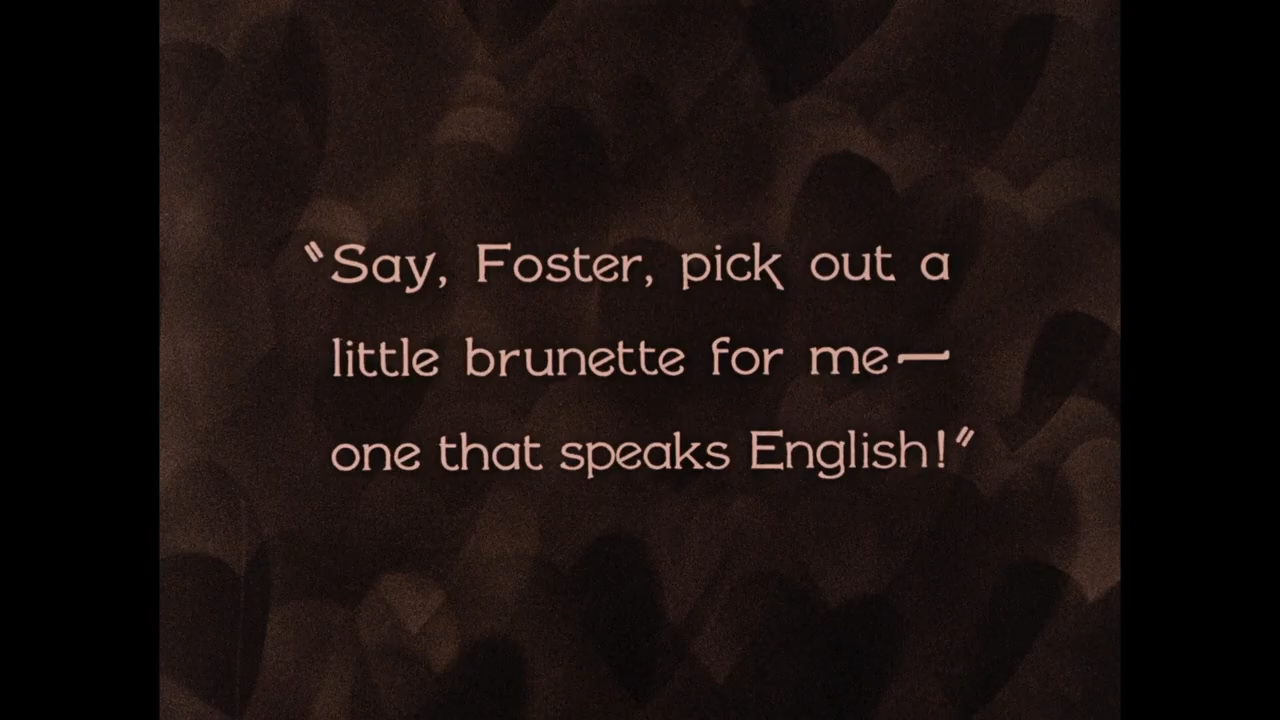 "Say, Foster, pick out a
little brunette for me—
one that speaks English!"